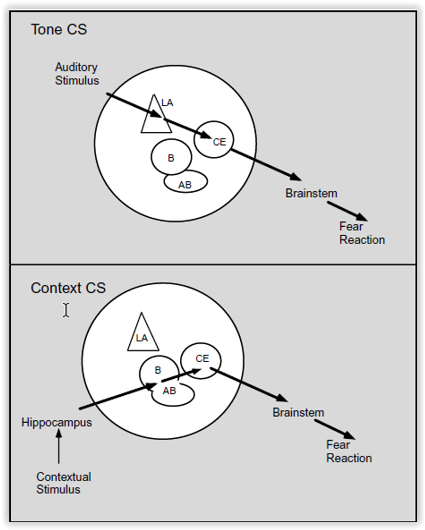 Tone CS
Auditory
Stimulus
LA
CE
B
AB
Brainstem
Fear
Reaction
Context CS
LA
B
CE
AB
Hippocampus
Brainstem
Fear
Reaction
Contextual
Stimulus